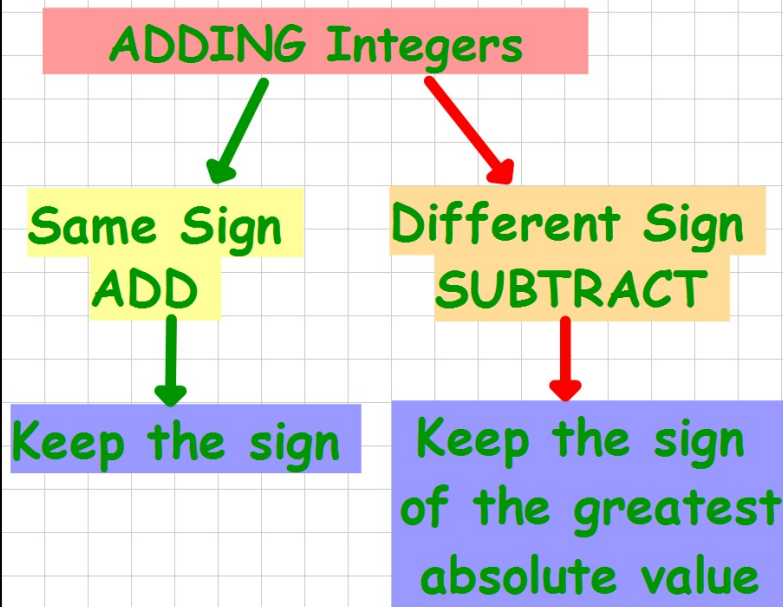 ADDING Integers
Same Sign
ADD
Keep the sign
Different Sign
SUBTRACT
Keep the sign
of the greatest
absolute value